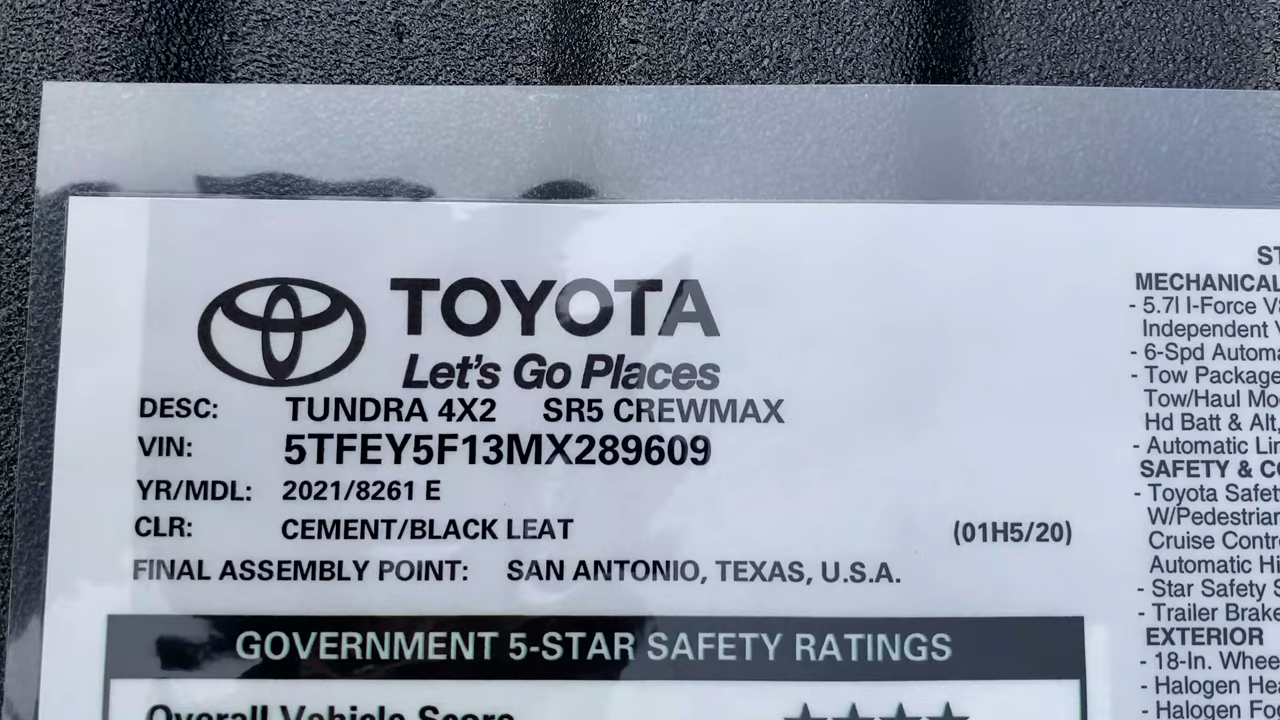 TOYOTA
Let's Go Places
DESC: TUNDRA 4X2 SR5 CREWMAX
VIN: 5TFEY5F13MX289609
YR/MDL: 2021/8261 E
CLR: CEMENT/BLACK LEAT (01H5/20)
FINAL ASSEMBLY POINT: SAN ANTONIO, TEXAS, U.S.A.
GOVERNMENT 5-STAR SAFETY RATINGS
Overall Vehicle Score
MECHANICAL
- 5.7l I-Force
Independent
- 6-Spd
- Tow Package
Tow/Haul
Hd Batt & Alt,
- Automatic
SAFETY &
- Toyota
W/Pedestrian
Cruise
Automatic
- Star Safety
- Trailer
EXTERIOR
- 18-In.
- Halogen
- Halogen